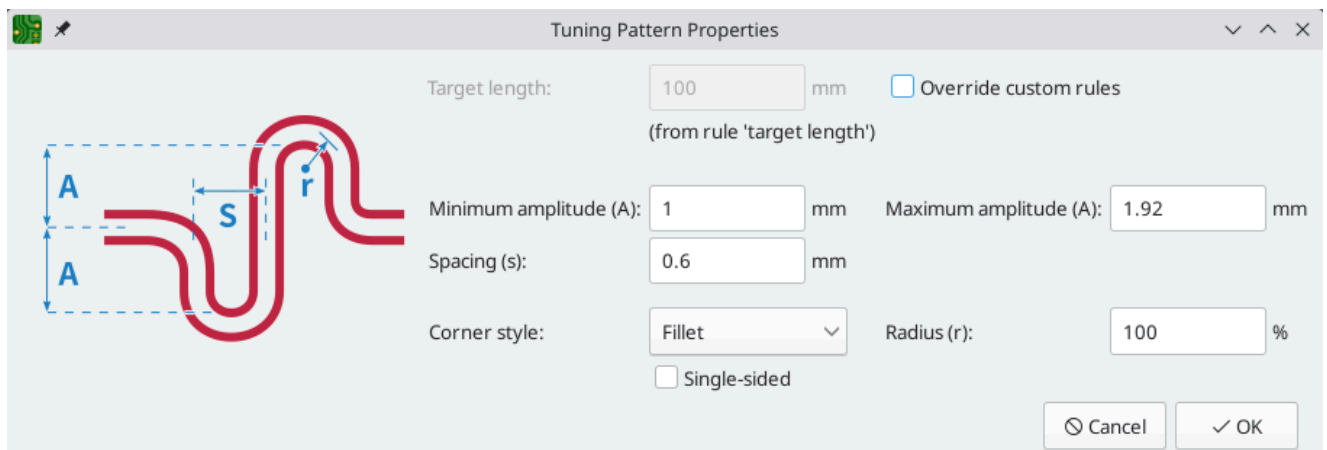 Tuning Pattern Properties
Target length: 100 mm Override custom rules
(from rule 'target length')
A
r
S
Minimum amplitude (A): 1 mm Maximum amplitude (A): 1.92 mm
Spacing (s): 0.6 mm
A
Corner style: Fillet Radius (r): 100 %
Single-sided
Cancel OK